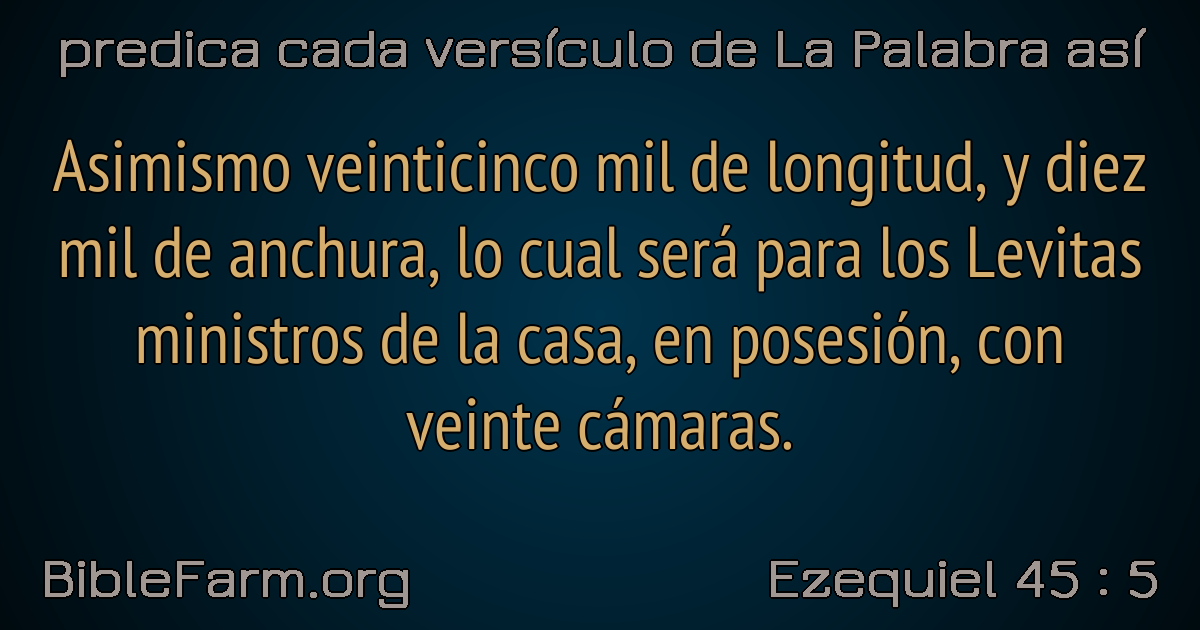 predica cada versículo de La Palabra así
Asimismo veinticinco mil de longitud, y diez
mil de anchura, lo cual será para los Levitas
ministros de la casa, en posesión, con
veinte cámaras.
BibleFarm.org
Ezequiel 45 : 5